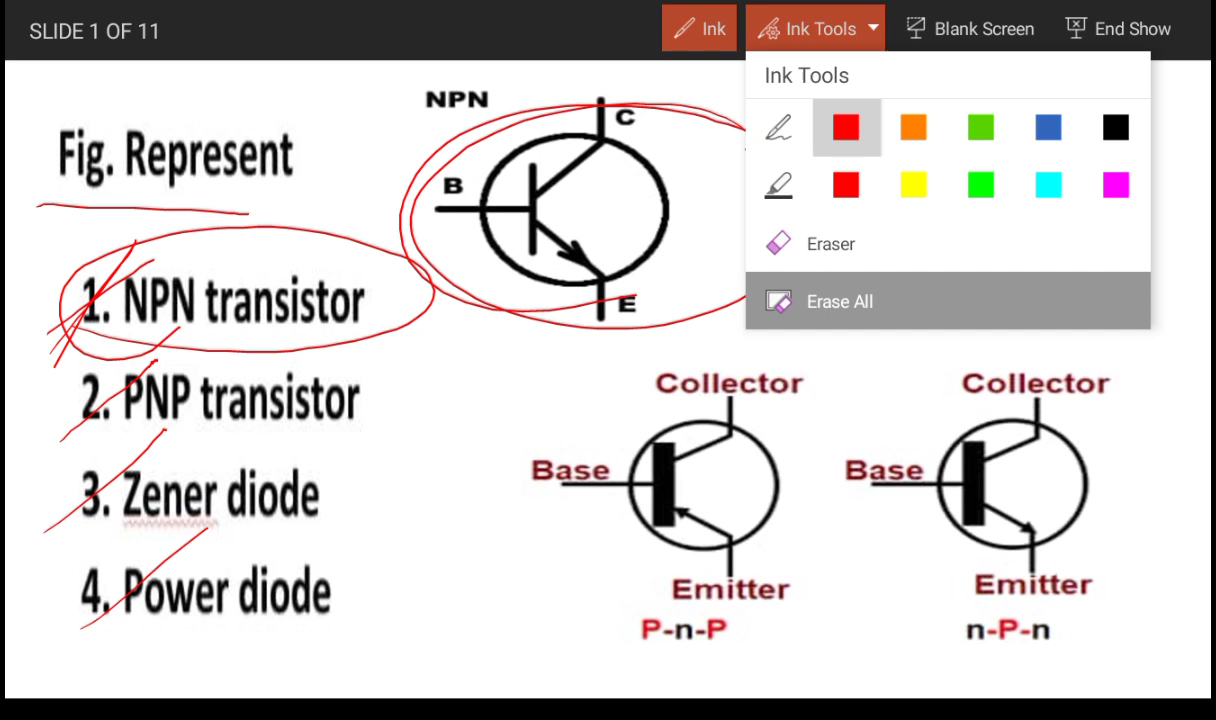 SLIDE 1 OF 11
Ink
Ink Tools
Blank Screen
End Show
Ink Tools
Eraser
Erase All
Fig. Represent
1. NPN transistor
2. PNP transistor
3. Zener diode
4. Power diode
NPN
C
B
E
Collector
Base
Emitter
P-n-P
Collector
Base
Emitter
n-P-n